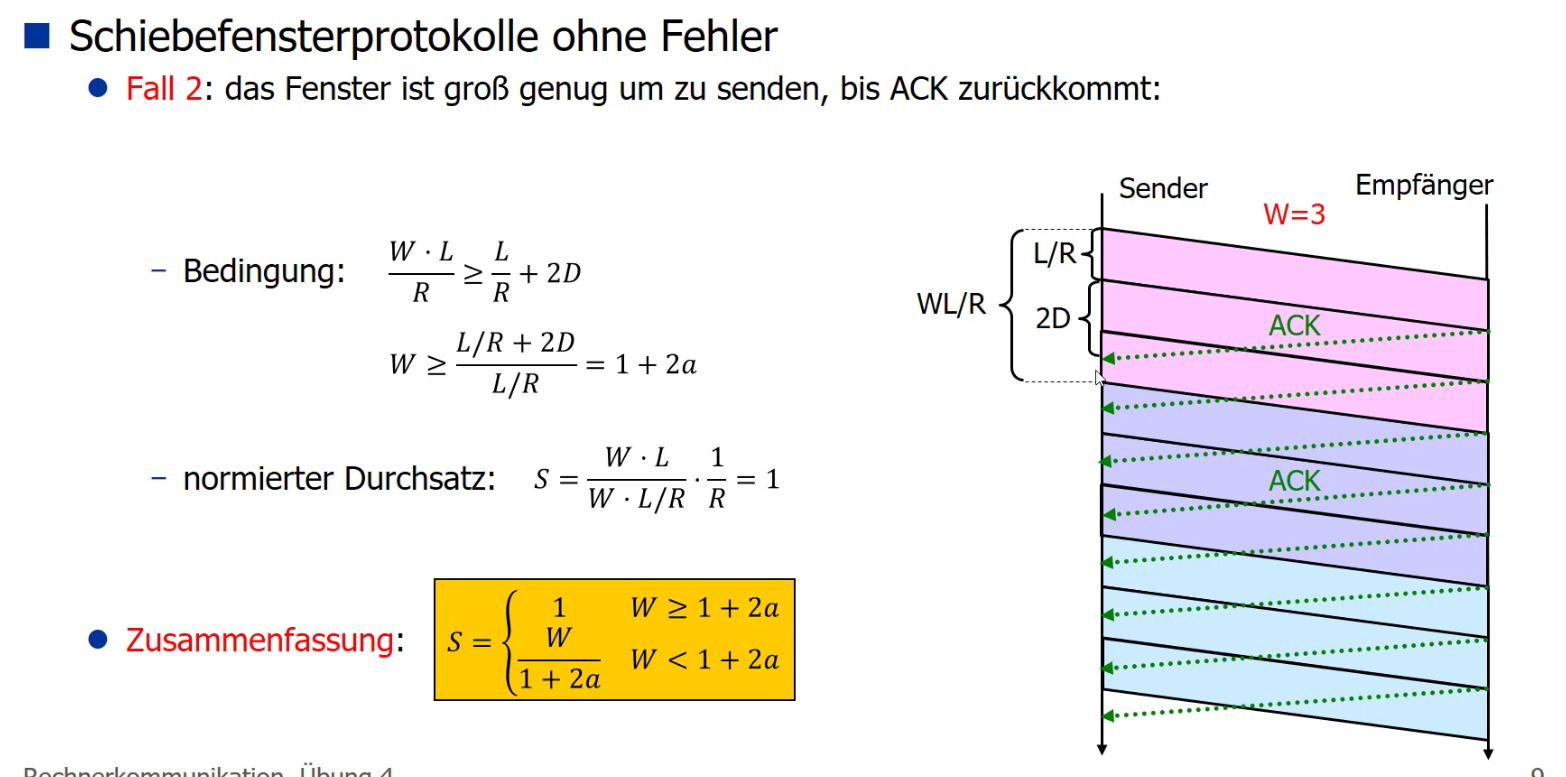 Schiebefensterprotokolle ohne Fehler
Fall 2: das Fenster ist groß genug um zu senden, bis ACK zurückkommt:
– Bedingung: \frac{W \cdot L}{R} ≥ \frac{L}{R} + 2D
W ≥ \frac{L/R + 2D}{L/R} = 1 + 2a
– normierter Durchsatz: S = \frac{W \cdot L}{W \cdot L/R} \cdot \frac{1}{R} = 1
Zusammenfassung: S = \begin{cases} 1 & W ≥ 1 + 2a \\ \frac{W}{1 + 2a} & W < 1 + 2a \end{cases}
Sender
Empfänger
W=3
L/R
WL/R
2D
ACK
ACK
Rechnerkommunikation, Übung 4
9